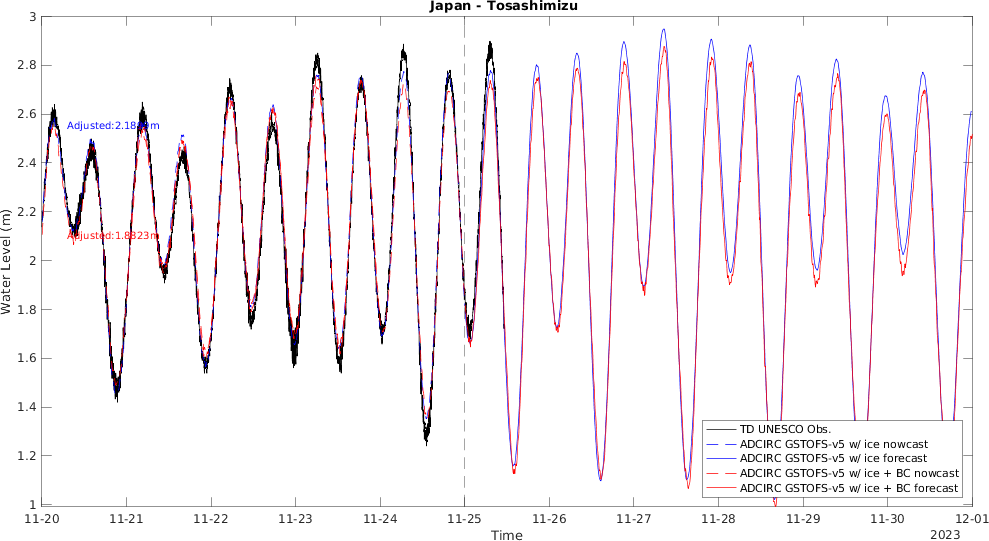 Japan - Tosashimizu
3
2.8
2.6
2.4
2.2
2
1.8
1.6
1.4
1.2
1
Water Level (m)
Adjusted:1.8823m
TD UNESCO Obs.
ADCIRC GSTOFS-v5 w/ ice nowcast
ADCIRC GSTOFS-v5 w/ ice forecast
ADCIRC GSTOFS-v5 w/ ice + BC nowcast
ADCIRC GSTOFS-v5 w/ ice + BC forecast
11-20 11-21 11-22 11-23 11-24 11-25 11-26 11-27 11-28 11-29 11-30 12-01
Time
2023